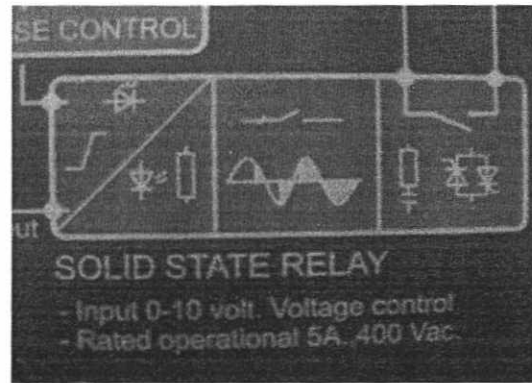 SE CONTROL
ut
SOLID STATE RELAY
- Input 0-10 volt. Voltage control
- Rated operational 5A. 400 Vac.